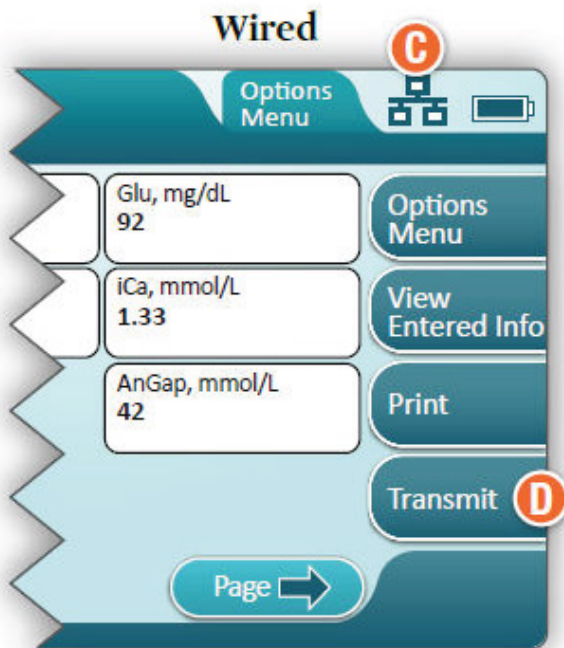 Wired
C
Options
Menu
Glu, mg/dL
92
Options
Menu
iCa, mmol/L
1.33
View
Entered Info
AnGap, mmol/L
42
Print
Transmit
D
Page